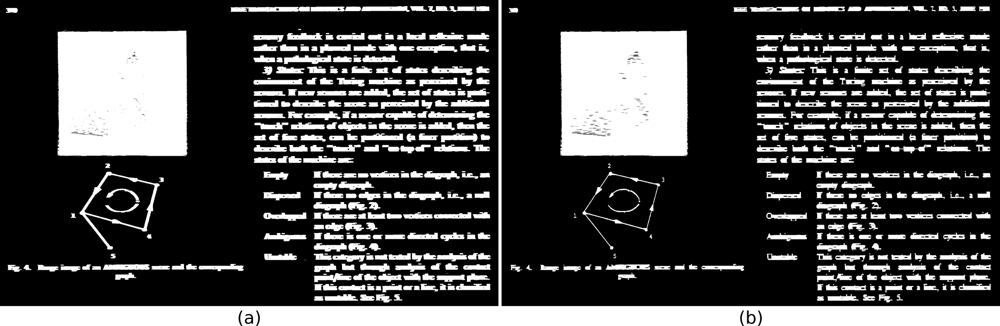 IEEE TRANSACTIONS ON ROBOTICS AND AUTOMATION, VOL. 7, NO. 3, JUNE 1991
sensory feedback is carried out in a local reflexive mode
rather than in a planned mode with one exception, that is,
when a pathological state is detected.
3) States: This is a finite set of states describing the
environment of the Turing machine as perceived by the
sensors. If new sensors are added, the set of states is parti-
tioned to describe the scene as perceived by the additional
sensors. For example, if a sensor capable of determining the
"touch" relations of objects in the scene is added, then the
set of five states, can be partitioned (a finer partition) to
describe both the "touch" and "on-top-of" relations. The
states of the machine are:
2
3
1
4
5
Fig. 4. Range image of an AMBIGUOUS scene and the corresponding
graph.
Empty If there are no vertices in the diagraph, i.e., an
empty diagraph.
Dispersed If there no edges in the diagraph, i.e., a null
diagraph (Fig. 2).
Overlapped If there are at least two vertices connected with
an edge (Fig. 3).
Ambiguous If there is one or more directed cycles in the
diagraph (Fig. 4).
Unstable This category is not tested by the analysis of the
graph but through analysis of the contact
point/line of the object with the support plane.
If this contact is a point or a line, it is classified
as unstable. See Fig. 5.
(a)
IEEE TRANSACTIONS ON ROBOTICS AND AUTOMATION, VOL. 7, NO. 3, JUNE 1991
sensory feedback is carried out in a local reflexive mode
rather than in a planned mode with one exception, that is,
when a pathological state is detected.
3) States: This is a finite set of states describing the
environment of the Turing machine as perceived by the
sensors. If new sensors are added, the set of states is parti-
tioned to describe the scene as perceived by the additional
sensors. For example, if a sensor capable of determining the
"touch" relations of objects in the scene is added, then the
set of five states, can be partitioned (a finer partition) to
describe both the "touch" and "on-top-of" relations. The
states of the machine are:
2
3
1
4
5
Fig. 4. Range image of an AMBIGUOUS scene and the corresponding
graph.
Empty If there are no vertices in the diagraph, i.e., an
empty diagraph.
Dispersed If there no edges in the diagraph, i.e., a null
diagraph (Fig. 2).
Overlapped If there are at least two vertices connected with
an edge (Fig. 3).
Ambiguous If there is one or more directed cycles in the
diagraph (Fig. 4).
Unstable This category is not tested by the analysis of the
graph but through analysis of the contact
point/line of the object with the support plane.
If this contact is a point or a line, it is classified
as unstable. See Fig. 5.
(b)